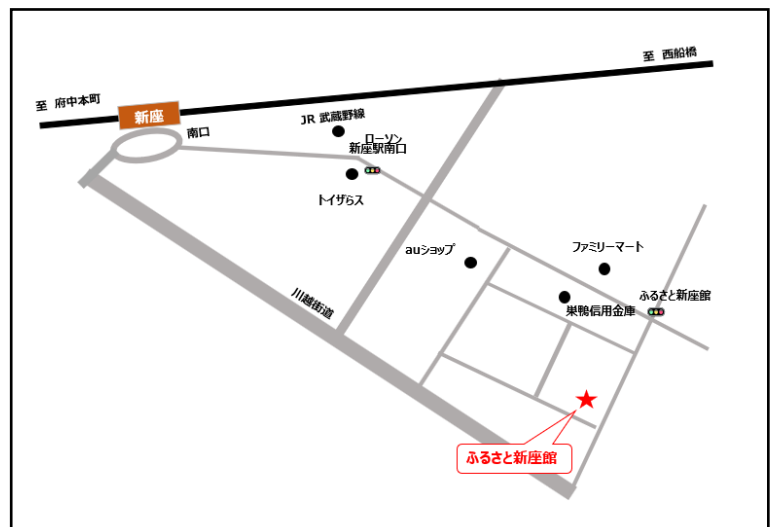 至 西船橋
至 府中本町
新座
南口
JR 武蔵野線
ローソン
新座駅南口
トイザらス
auショップ
ファミリーマート
ふるさと新座館
巣鴨信用金庫
川越街道
ふるさと新座館